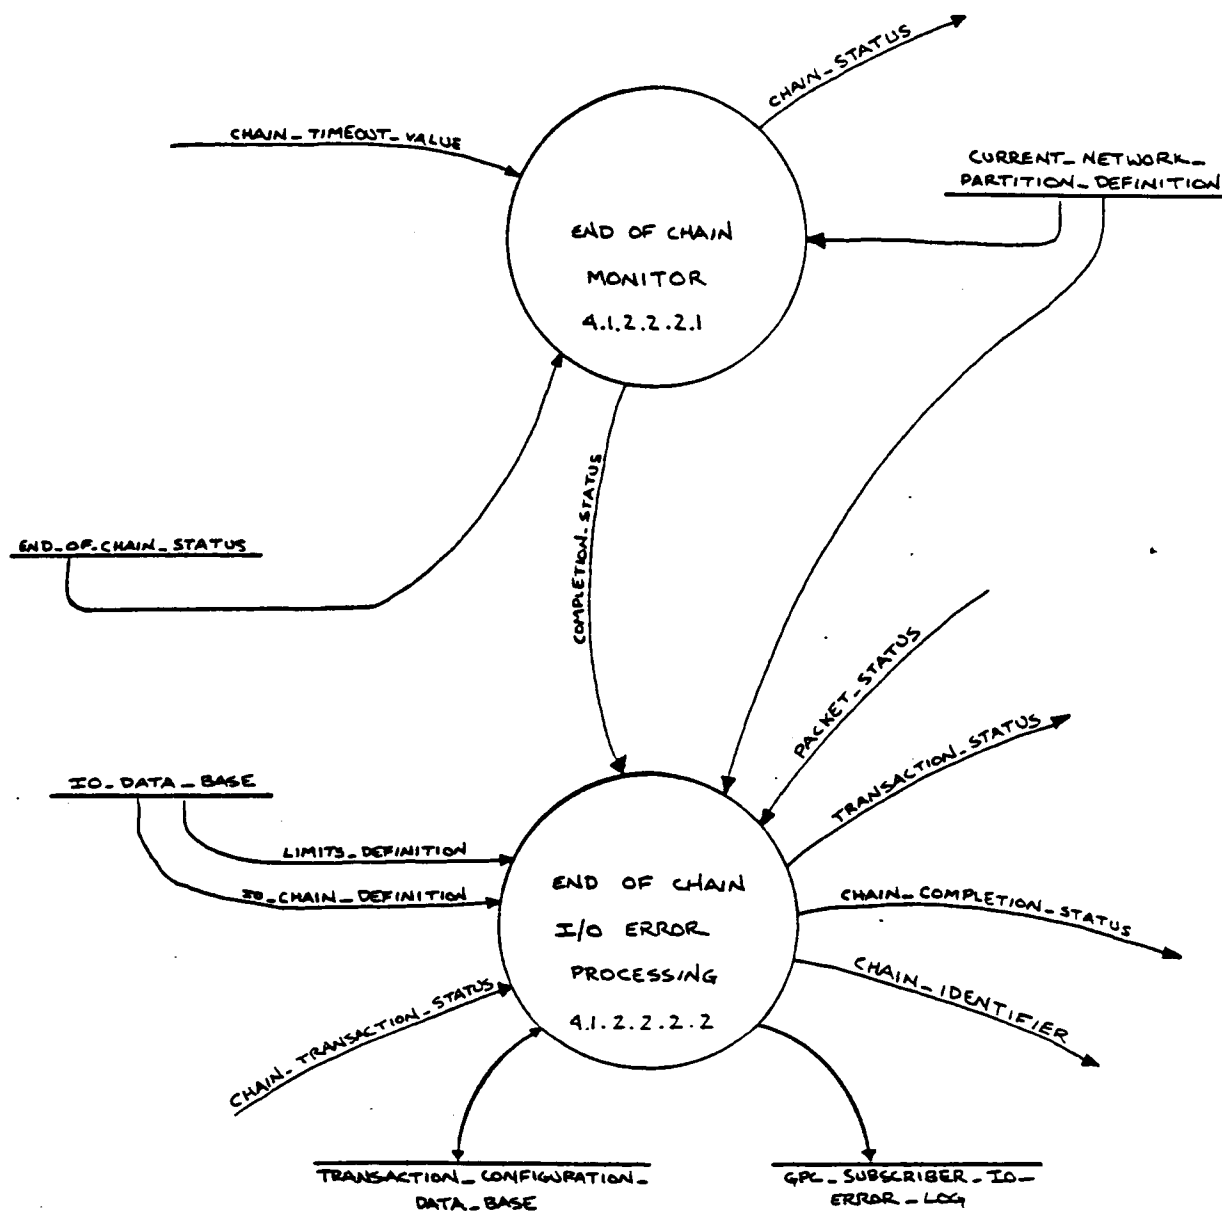 CHAIN_STATUS
CHAIN_TIMEOUT_VALUE
CURRENT_NETWORK_
PARTITION_DEFINITION
END OF CHAIN
MONITOR
4.1.2.2.2.1
COMPLETION_STATUS
END_OF_CHAIN_STATUS
PACKET_STATUS
TRANSACTION_STATUS
IO_DATA_BASE
LIMITS_DEFINITION
IO_CHAIN_DEFINITION
END OF CHAIN
I/O ERROR
PROCESSING
4.1.2.2.2.2
CHAIN_COMPLETION_STATUS
CHAIN_IDENTIFIER
CHAIN_TRANSACTION_STATUS
TRANSACTION_CONFIGURATION_
DATA_BASE
GPC_SUBSCRIBER_IO_
ERROR_LOG